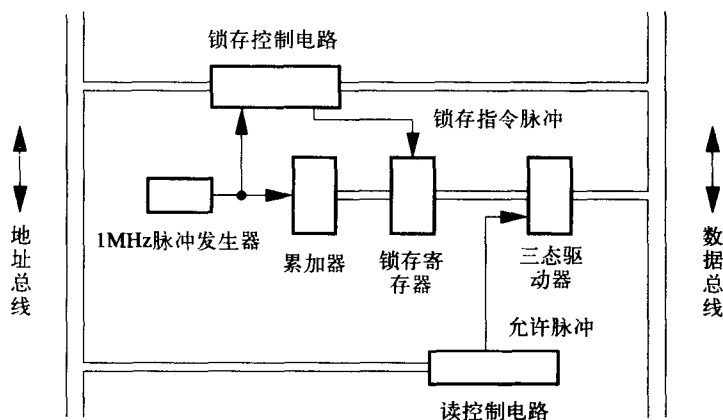 锁存控制电路
锁存指令脉冲
1MHz脉冲发生器
累加器
锁存寄
存器
三态驱
动器
地址总线
数据总线
允许脉冲
读控制电路